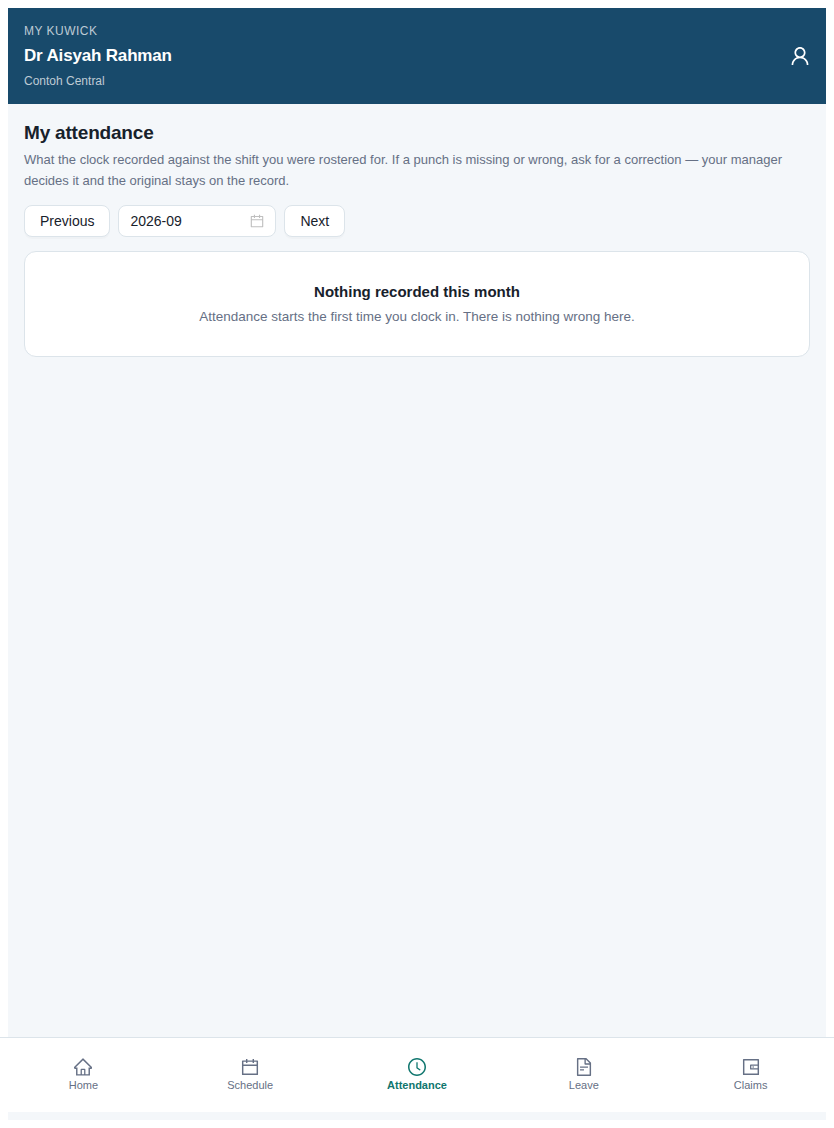 MY KUWICK
Dr Aisyah Rahman
Contoh Central
My attendance
What the clock recorded against the shift you were rostered for. If a punch is missing or wrong, ask for a correction — your manager
decides it and the original stays on the record.
Previous
2026-09
Next
Nothing recorded this month
Attendance starts the first time you clock in. There is nothing wrong here.
Home
Schedule
Attendance
Leave
Claims